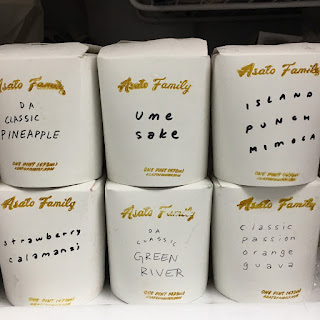 Asato Family
DA
CLASSIC
PINEAPPLE
ONE PINT (473ml)
Asato Family
ume
sake
ONE PINT (473ml)
Asato Family
ISLAND
PUNCH
MIMOSA
ONE PINT (473ml)
Asato Family
strawberry
calamansi
ONE PINT (473ml)
Asato Family
DA
CLASSIC
GREEN
RIVER
ONE PINT (473ml)
Asato Family
classic
passion
orange
guava
ONE PINT (473ml)